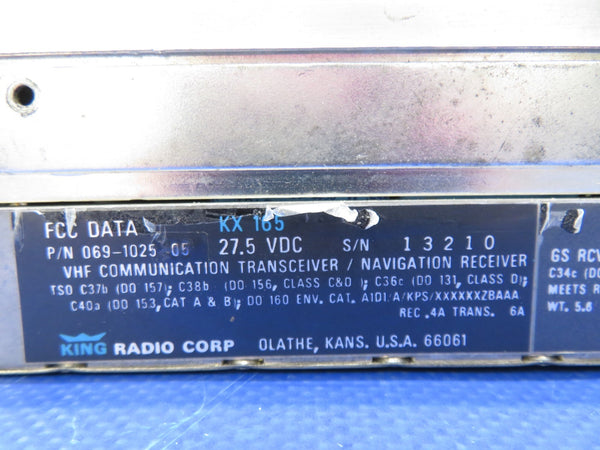 FCC DATA KX 165
P/N 069-1025 05 27.5 VDC S/N 13210
VHF COMMUNICATION TRANSCEIVER / NAVIGATION RECEIVER
TSO C37b (DO 157); C38b (DO 156, CLASS C&D); C36c (DO 131, CLASS D);
C40a (DO 153, CAT A & B); DO 160 ENV. CAT. A1D1/A/KPS/XXXXXXZBAAA
REC .4A TRANS. 6A
KING RADIO CORP OLATHE, KANS. U.S.A. 66061
GS RCV
C34c (DO
MEETS R
WT. 5.6